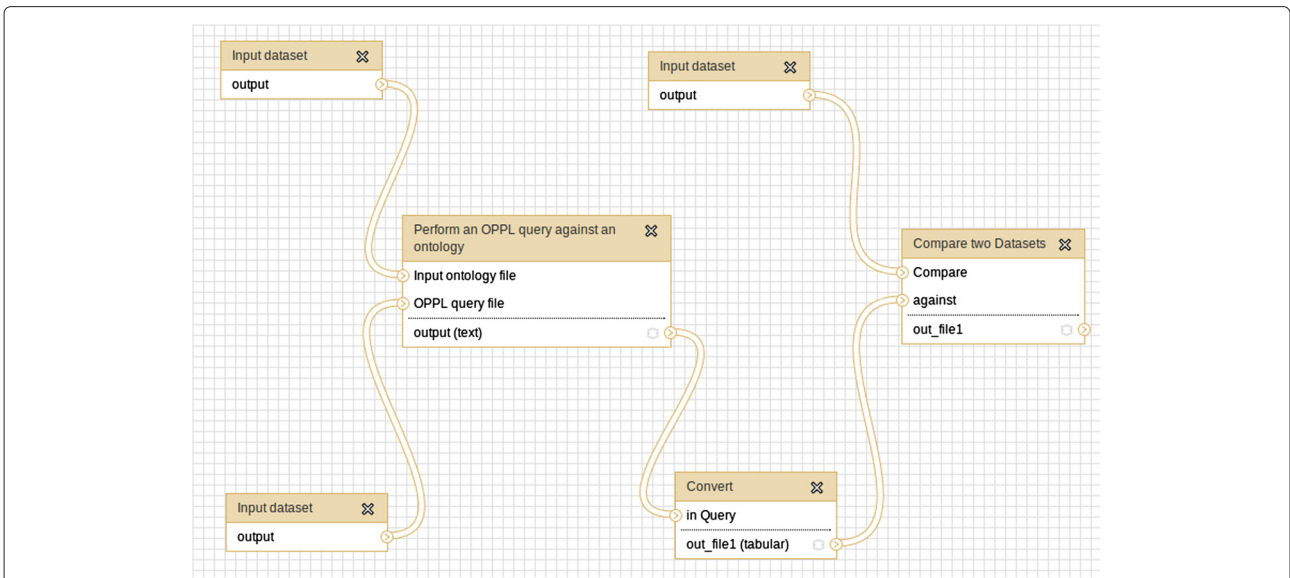 Input dataset
output
Input dataset
output
Perform an OPPL query against an
ontology
Input ontology file
OPPL query file
output (text)
Compare two Datasets
Compare
against
out_file1
Input dataset
output
Convert
in Query
out_file1 (tabular)